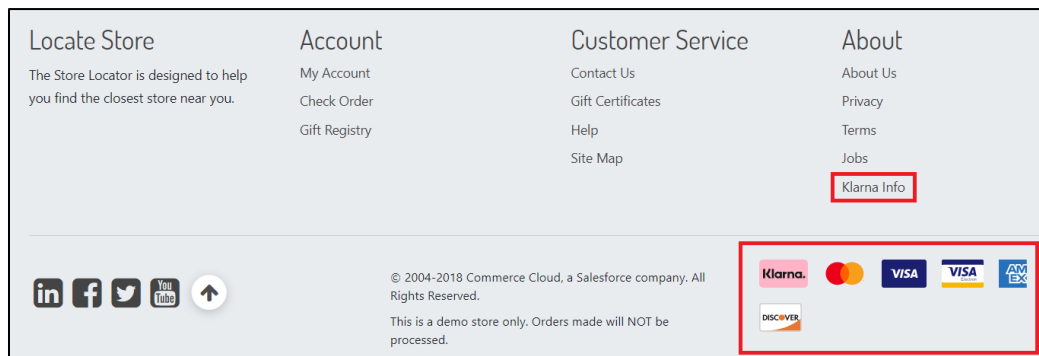 Locate Store
The Store Locator is designed to help
you find the closest store near you.
Account
My Account
Check Order
Gift Registry
Customer Service
Contact Us
Gift Certificates
Help
Site Map
About
About Us
Privacy
Terms
Jobs
Klarna Info
in f You Tube
© 2004-2018 Commerce Cloud, a Salesforce company. All
Rights Reserved.
This is a demo store only. Orders made will NOT be
processed.
Klarna. VISA VISA Electron AM EX
DISCOVER